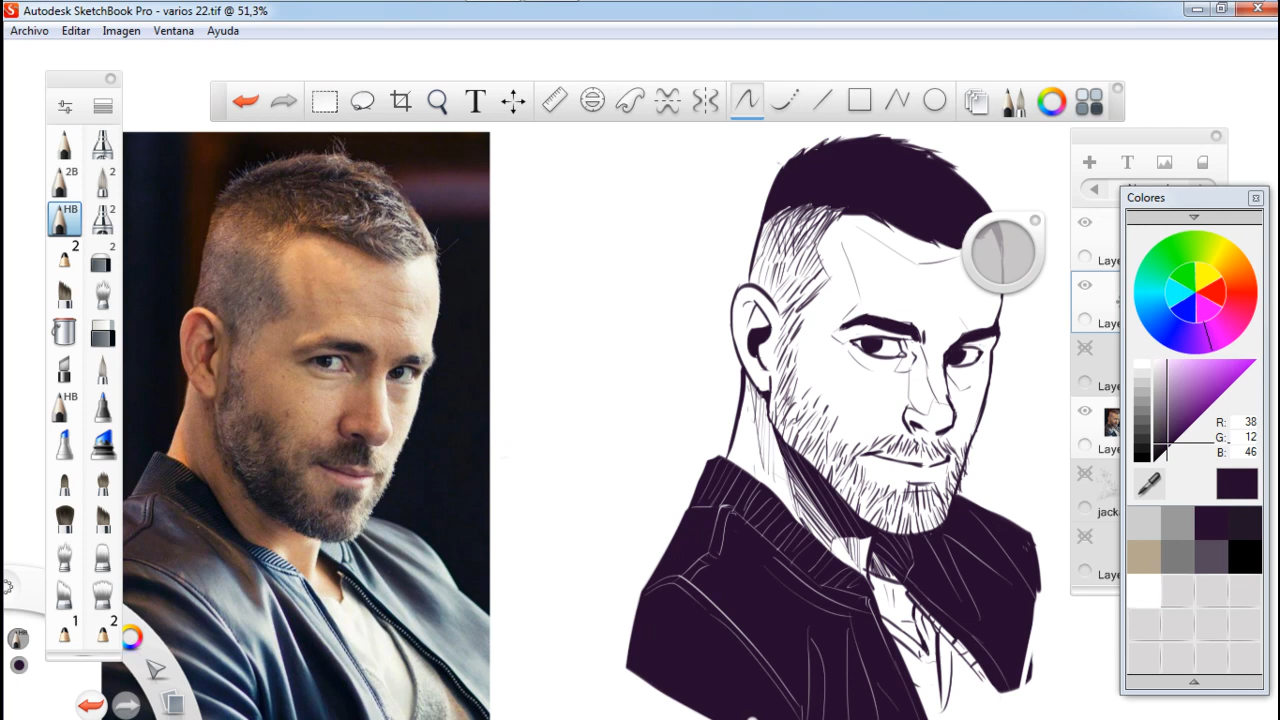 Autodesk SketchBook Pro - varios 22.tif @ 51,3%
Archivo Editar Imagen Ventana Ayuda
T
T
Colores
2B
2
HB
2
2
2
HB
1
2
Laye
Laye
Laye
Laye
jack
Laye
R: 38
G: 12
B: 46